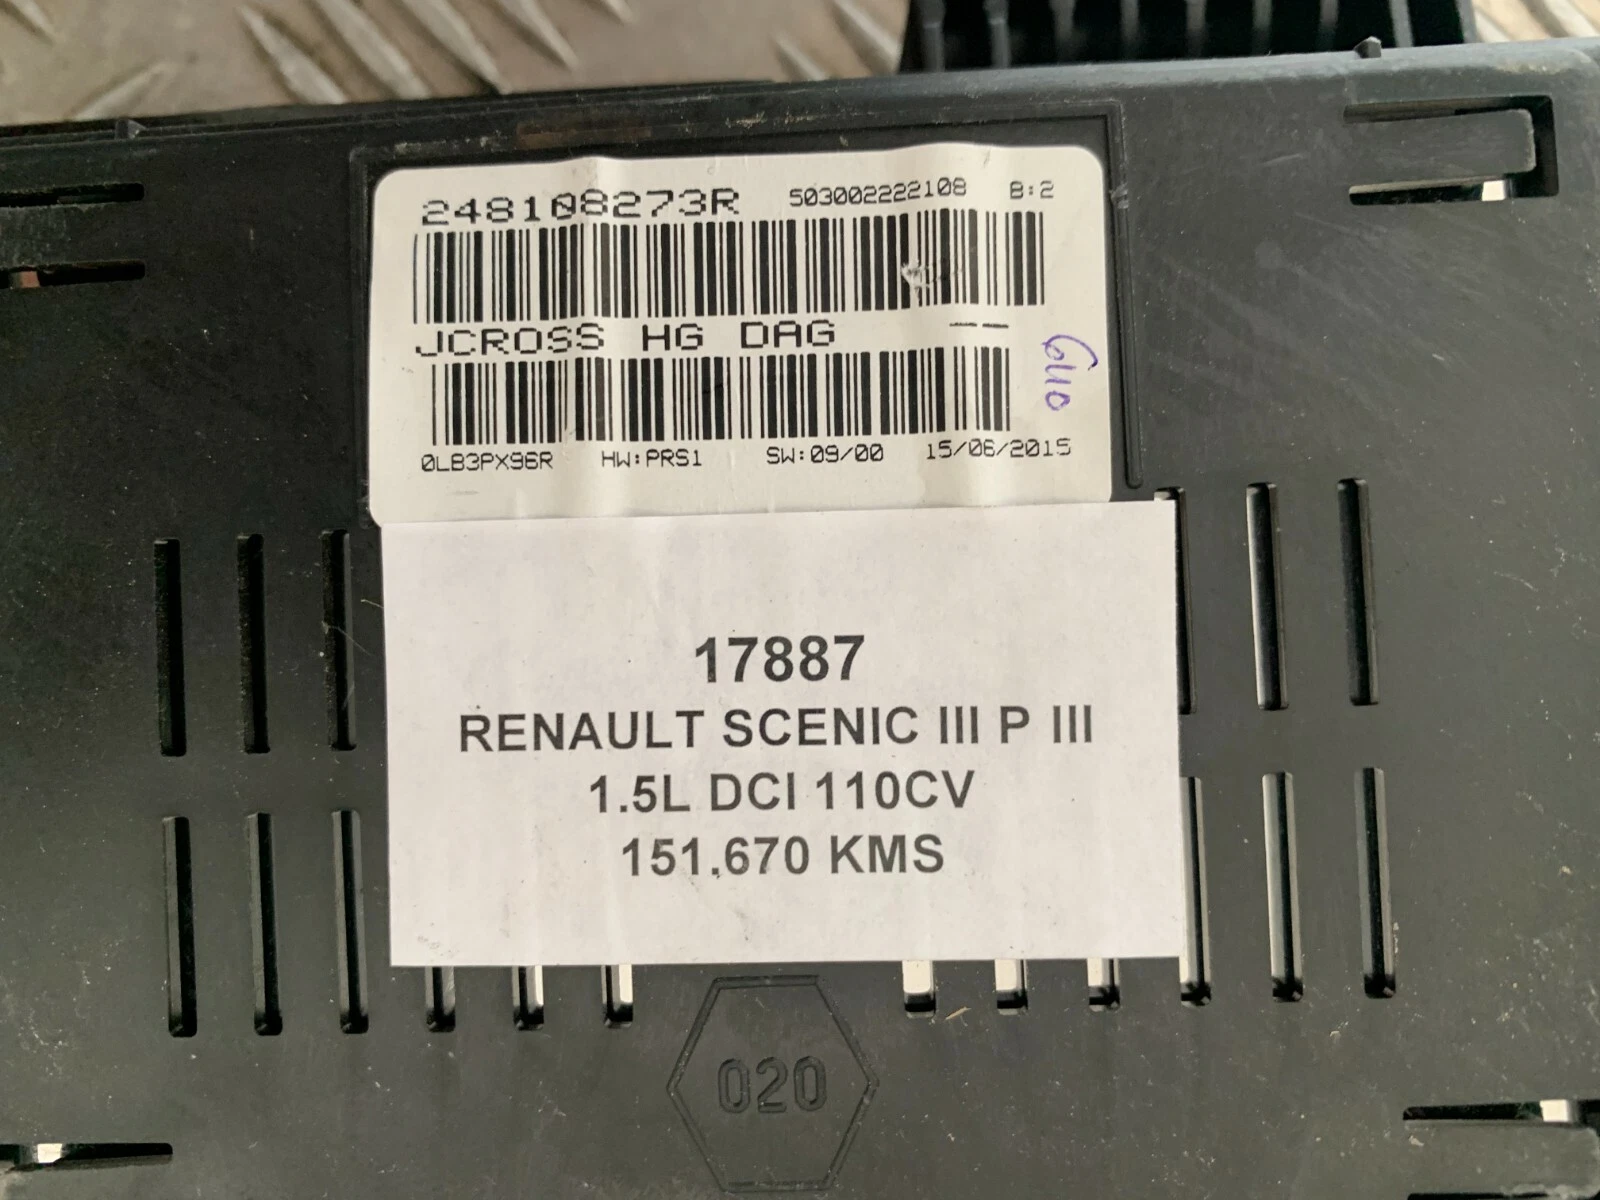 248108273R 503002222108 B:2
JCROSS HG DAG --
0LB3PX96R HW:PRS1 SW:09/00 15/06/2015
17887
RENAULT SCENIC III P III
1.5L DCI 110CV
151.670 KMS
020